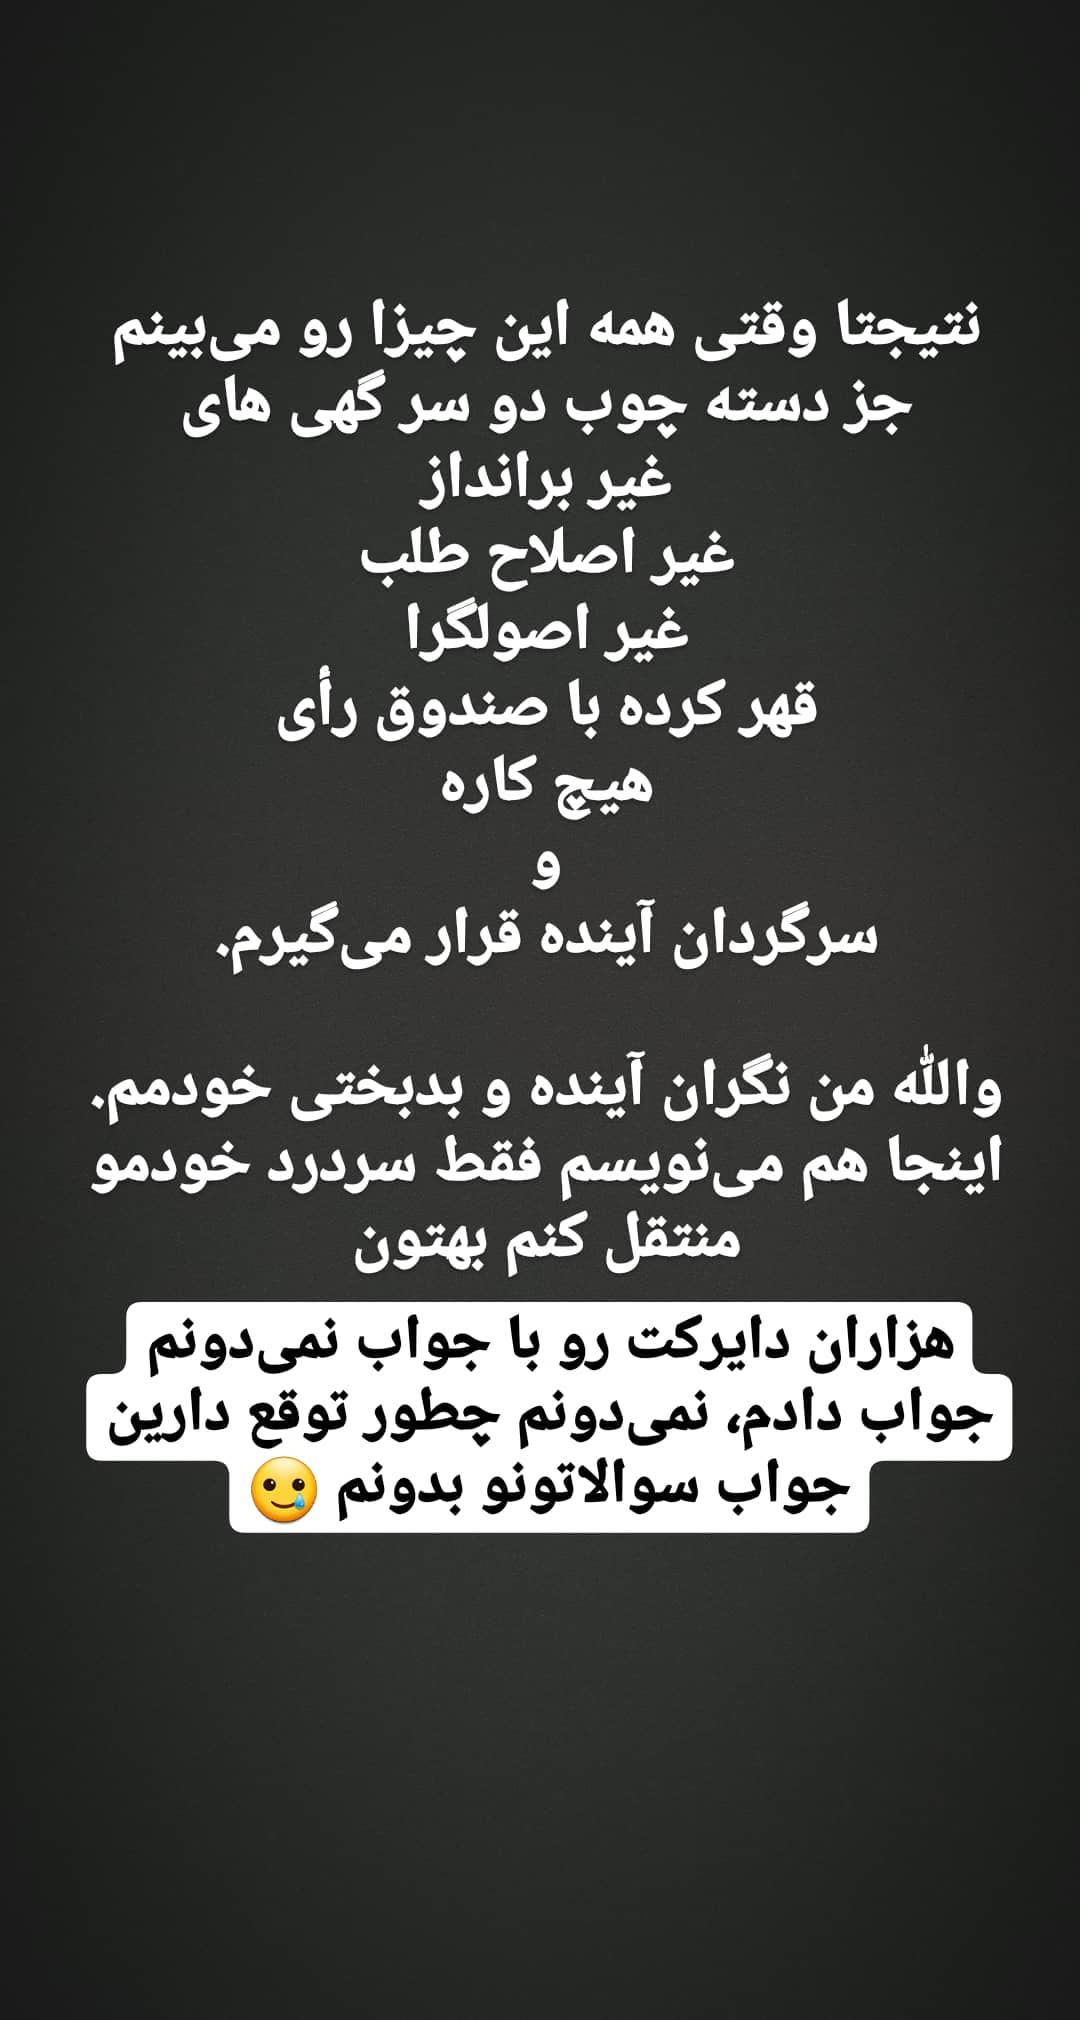 نتیجتا وقتی همه این چیزا رو می‌بینم
جز دسته چوب دو سر گهی های
غیر برانداز
غیر اصلاح طلب
غیر اصولگرا
قهر کرده با صندوق رأی
هیچ کاره
و
سرگردان آینده قرار می‌گیرم.
والله من نگران آینده و بدبختی خودمم.
اینجا هم می‌نویسم فقط سردرد خودمو
منتقل کنم بهتون
هزاران دایرکت رو با جواب نمی‌دونم
جواب دادم، نمی‌دونم چطور توقع دارین
جواب سوالاتونو بدونم 🥲